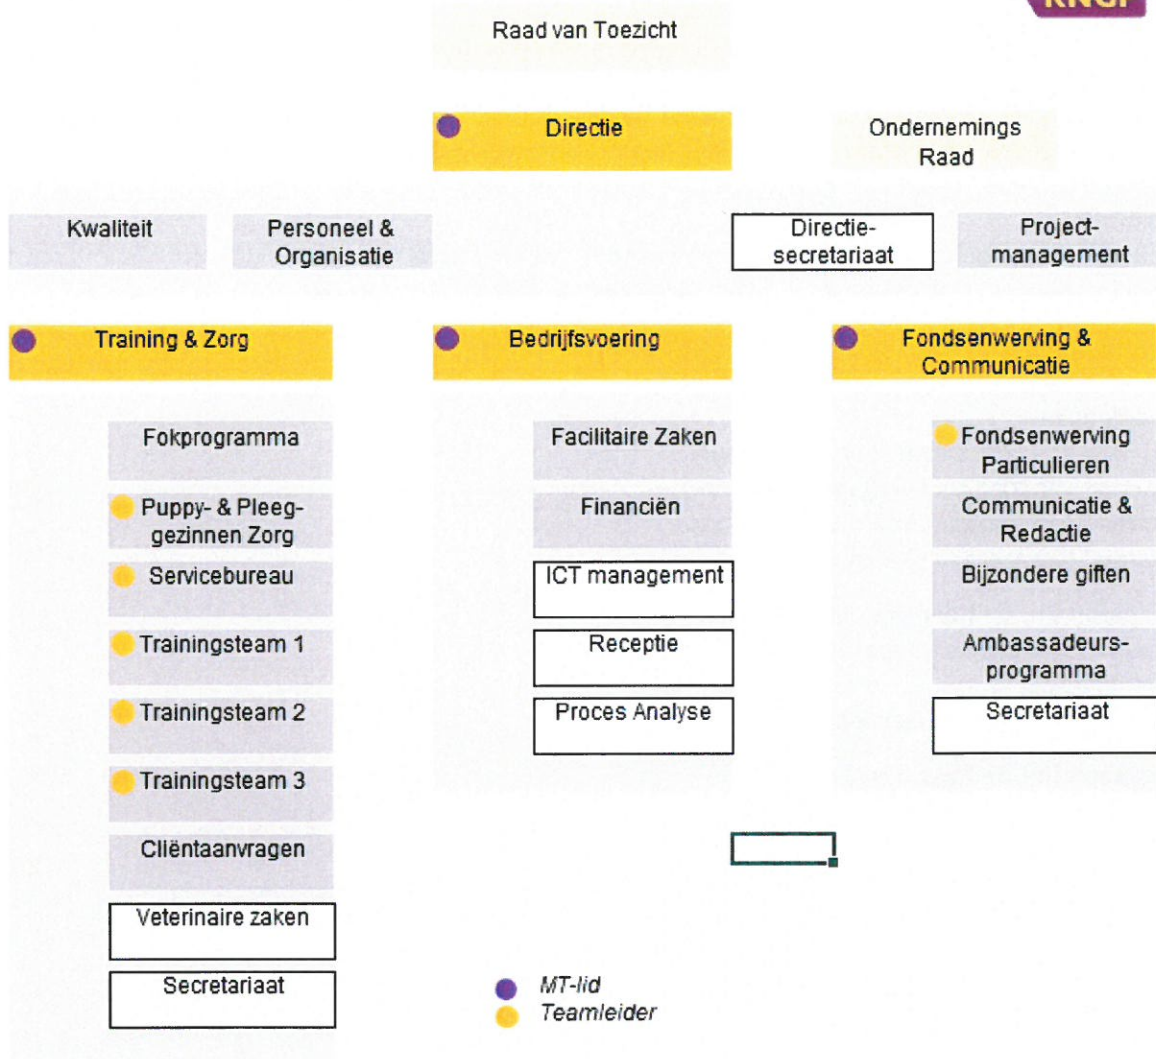 KNGF
Raad van Toezicht
Directie
Ondernemings
Raad
Kwaliteit
Personeel &
Organisatie
Directie-
secretariaat
Project-
management
Training & Zorg
Bedrijfsvoering
Fondsenwerving &
Communicatie
Fokprogramma
Puppy- & Pleeg-
gezinnen Zorg
Servicebureau
Trainingsteam 1
Trainingsteam 2
Trainingsteam 3
Cliëntaanvragen
Veterinaire zaken
Secretariaat
Facilitaire Zaken
Financiën
ICT management
Receptie
Proces Analyse
Fondsenwerving
Particulieren
Communicatie &
Redactie
Bijzondere giften
Ambassadeurs-
programma
Secretariaat
MT-lid
Teamleider